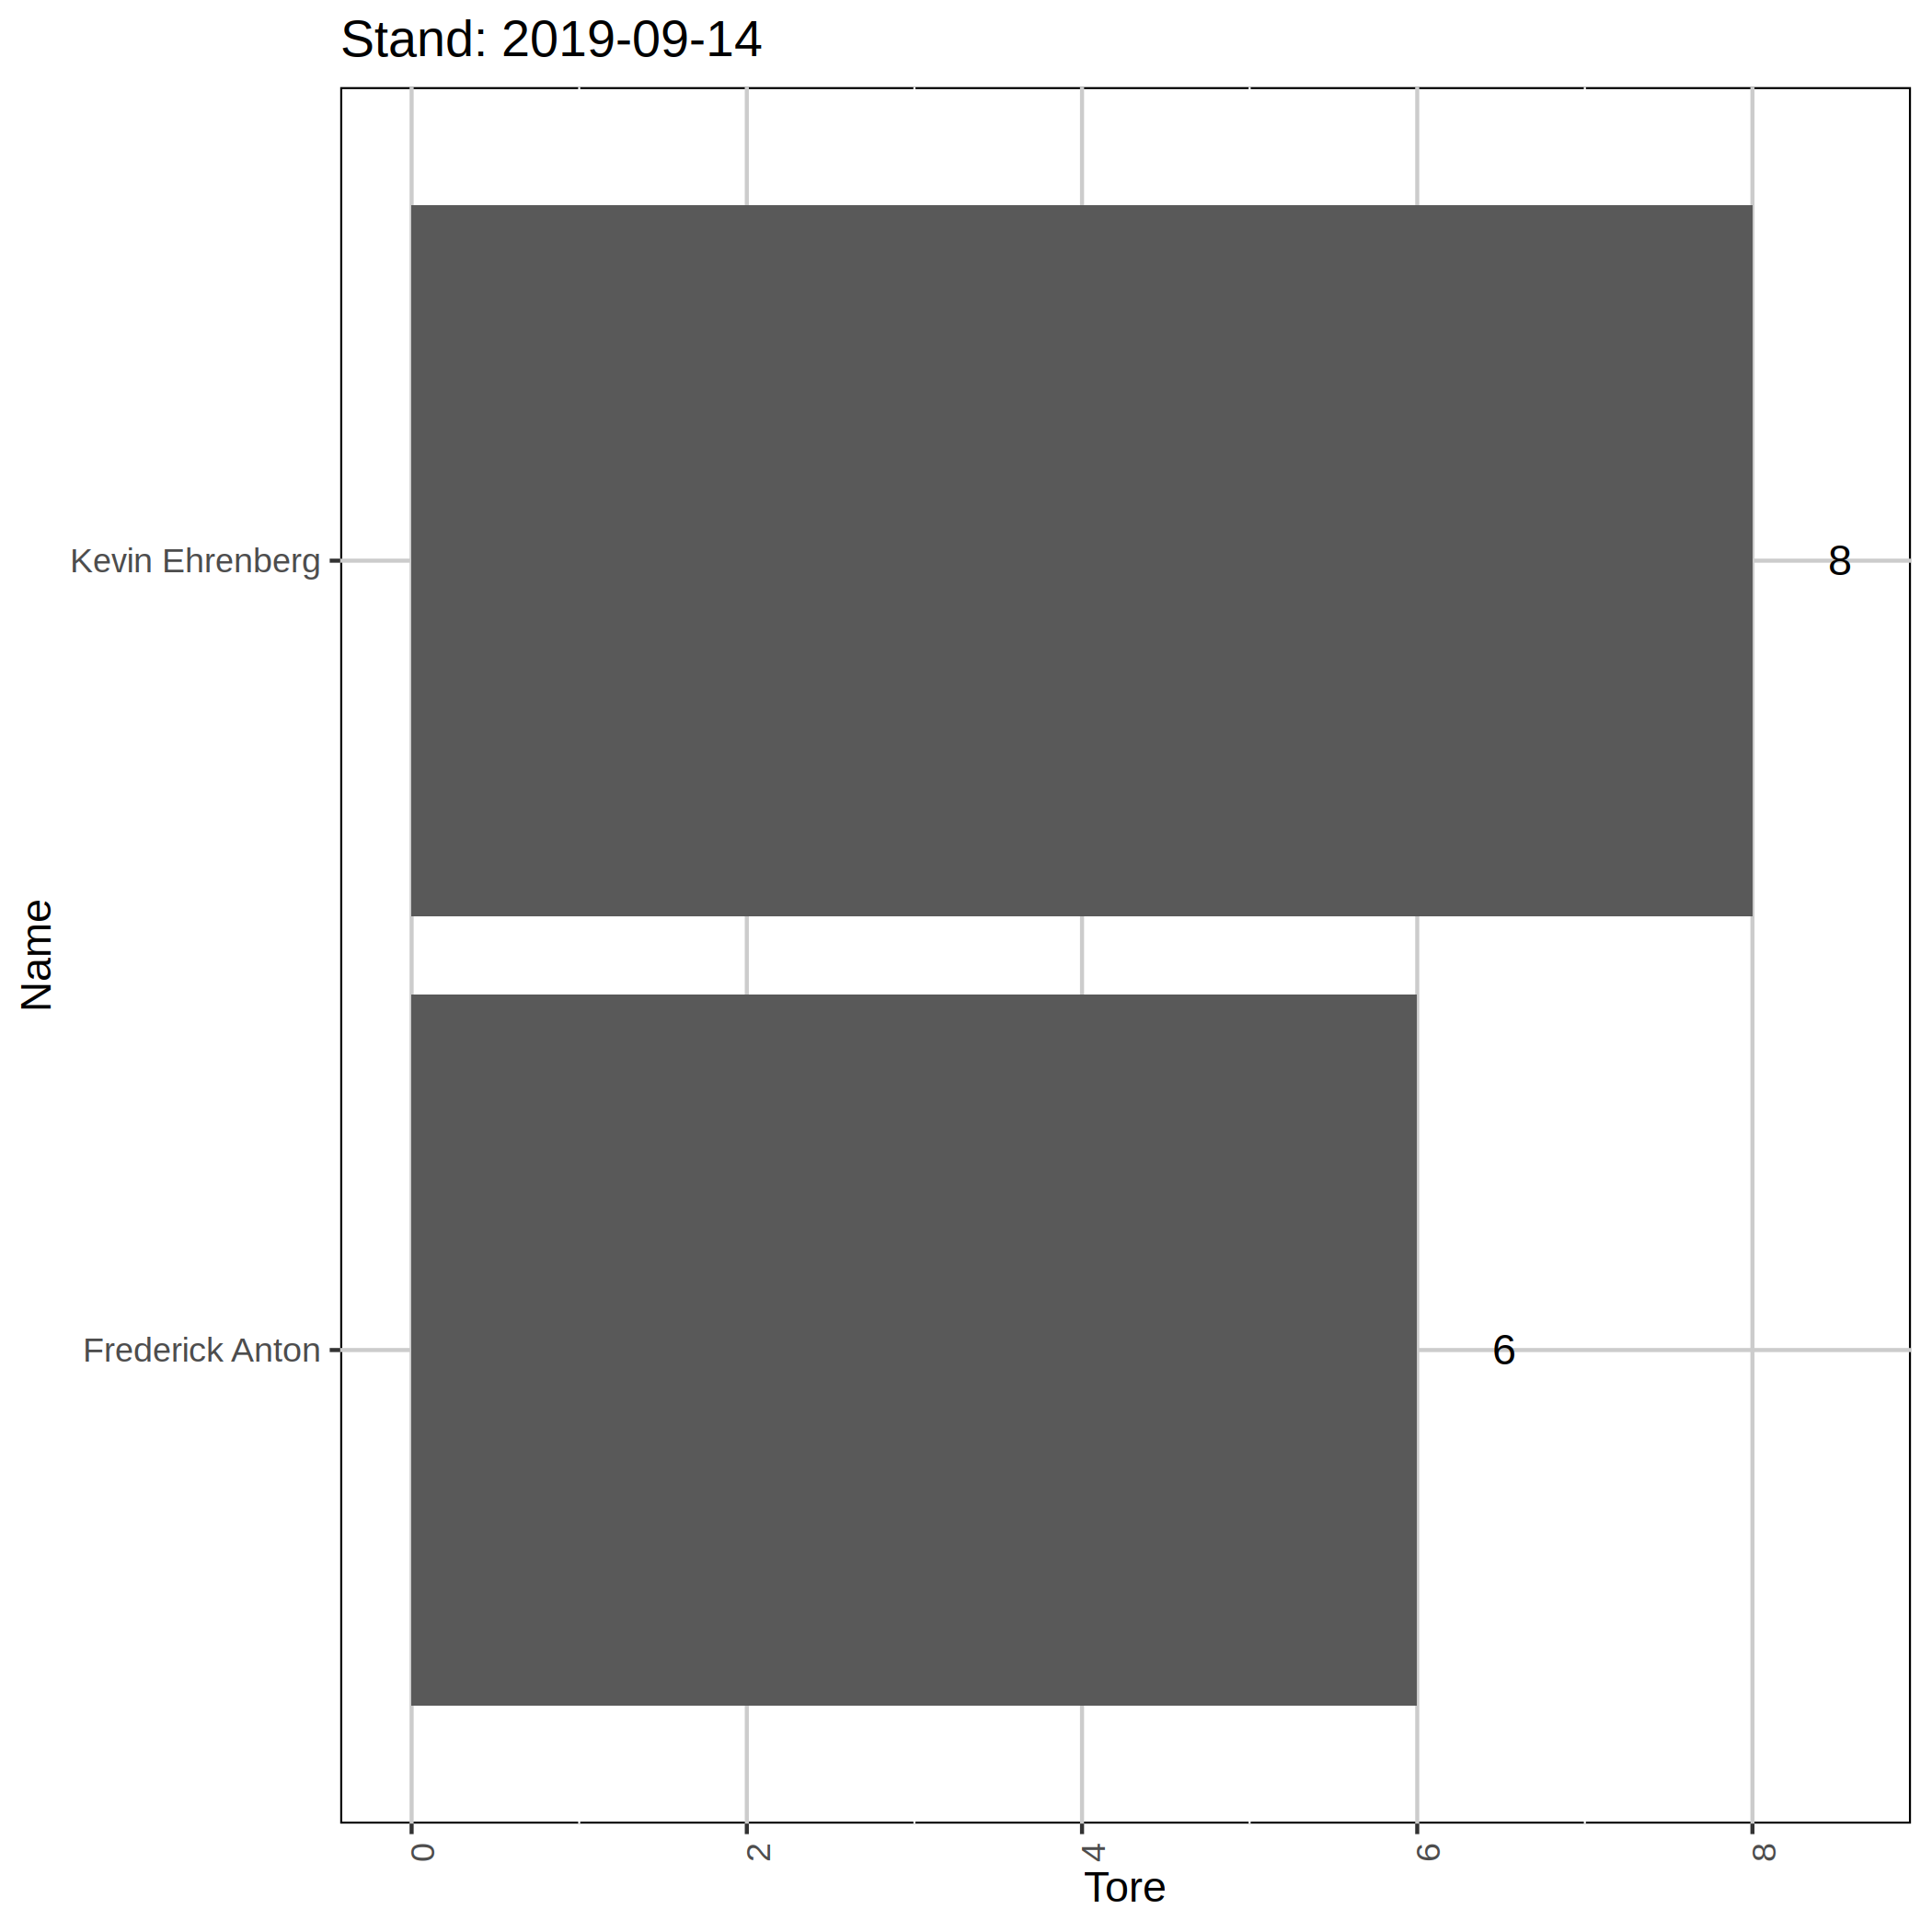 Stand: 2019-09-14
Name
Kevin Ehrenberg
8
Frederick Anton
6
0 2 4 6 8
Tore